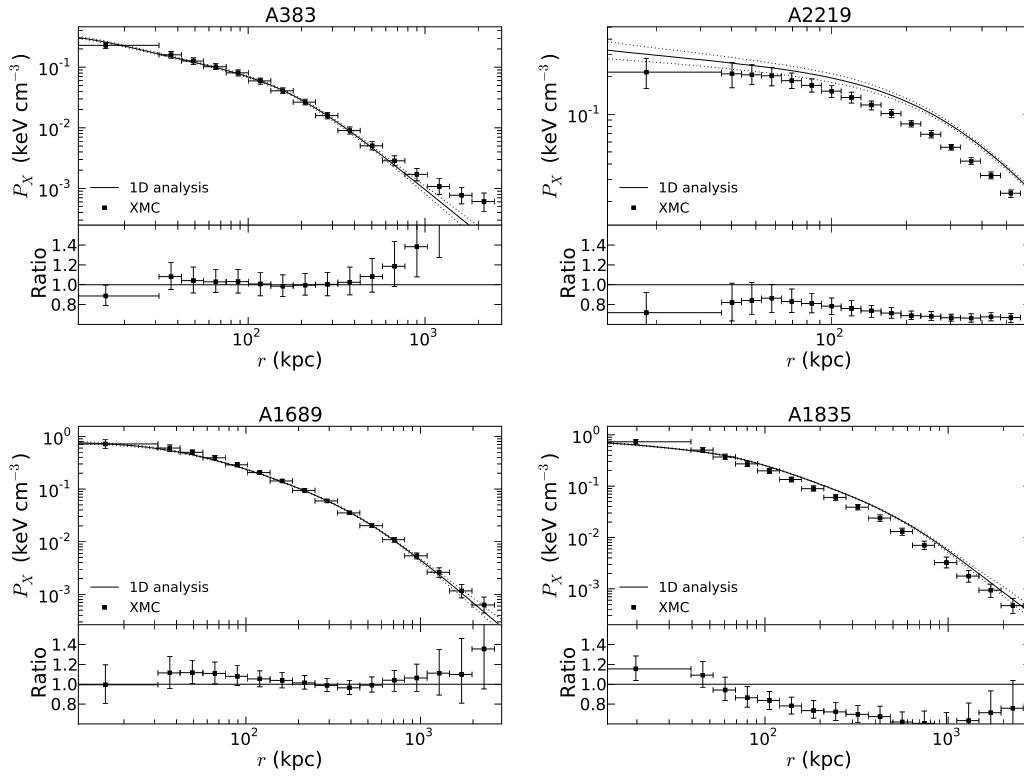 A383
P_X (keV cm^-3)
10^-1
10^-2
10^-3
1D analysis
XMC
Ratio
1.4
1.2
1.0
0.8
10^2
10^3
r (kpc)
A2219
P_X (keV cm^-3)
10^-1
1D analysis
XMC
Ratio
1.4
1.2
1.0
0.8
10^2
r (kpc)
A1689
P_X (keV cm^-3)
10^0
10^-1
10^-2
10^-3
1D analysis
XMC
Ratio
1.4
1.2
1.0
0.8
10^2
10^3
r (kpc)
A1835
P_X (keV cm^-3)
10^0
10^-1
10^-2
10^-3
1D analysis
XMC
Ratio
1.4
1.2
1.0
0.8
10^2
10^3
r (kpc)